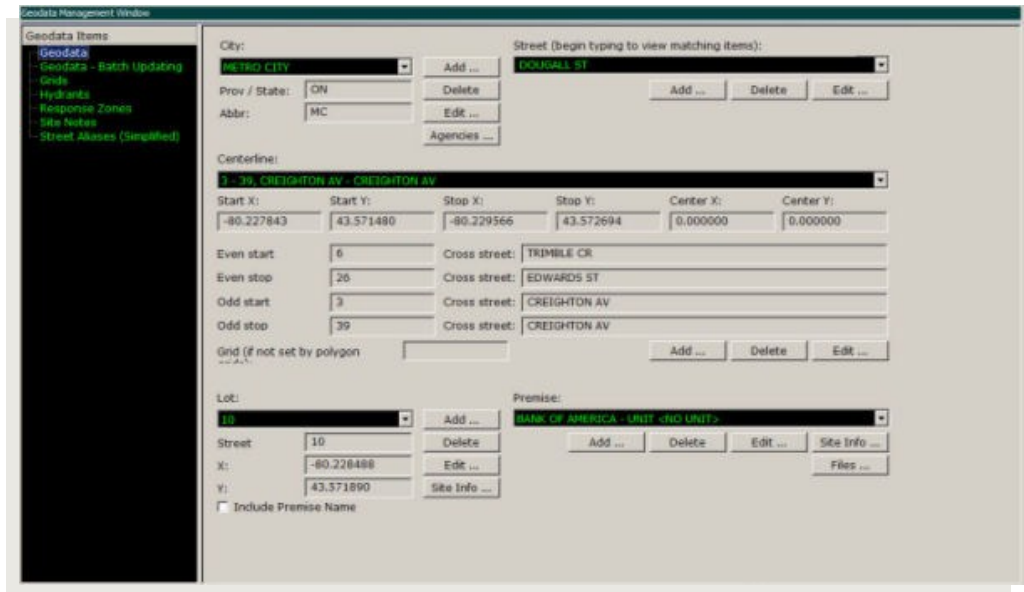 Geodata Management Window
Geodata Items
Geodata
Geodata - Batch Updating
Grids
Hydrants
Response Zones
Site Notes
Street Aliases (Simplified)
City:
METRO CITY
Add ...
Prov / State:
ON
Delete
Abbr:
MC
Edit ...
Agencies ...
Street (begin typing to view matching items):
DOUGALL ST
Add ...
Delete
Edit ...
Centerline:
3 - 39, CREIGHTON AV - CREIGHTON AV
Start X:
Start Y:
Stop X:
Stop Y:
Center X:
Center Y:
-80.227843
43.571480
-80.229566
43.572694
0.000000
0.000000
Even start
6
Cross street:
TRIMBLE CR
Even stop
26
Cross street:
EDWARDS ST
Odd start
3
Cross street:
CREIGHTON AV
Odd stop
39
Cross street:
CREIGHTON AV
Grid (if not set by polygon
Add ...
Delete
Edit ...
Lot:
10
Add ...
Street
10
Delete
X:
-80.228488
Edit ...
Y:
43.571890
Site Info ...
Include Premise Name
Premise:
BANK OF AMERICA - UNIT <NO UNIT>
Add ...
Delete
Edit ...
Site Info ...
Files ...